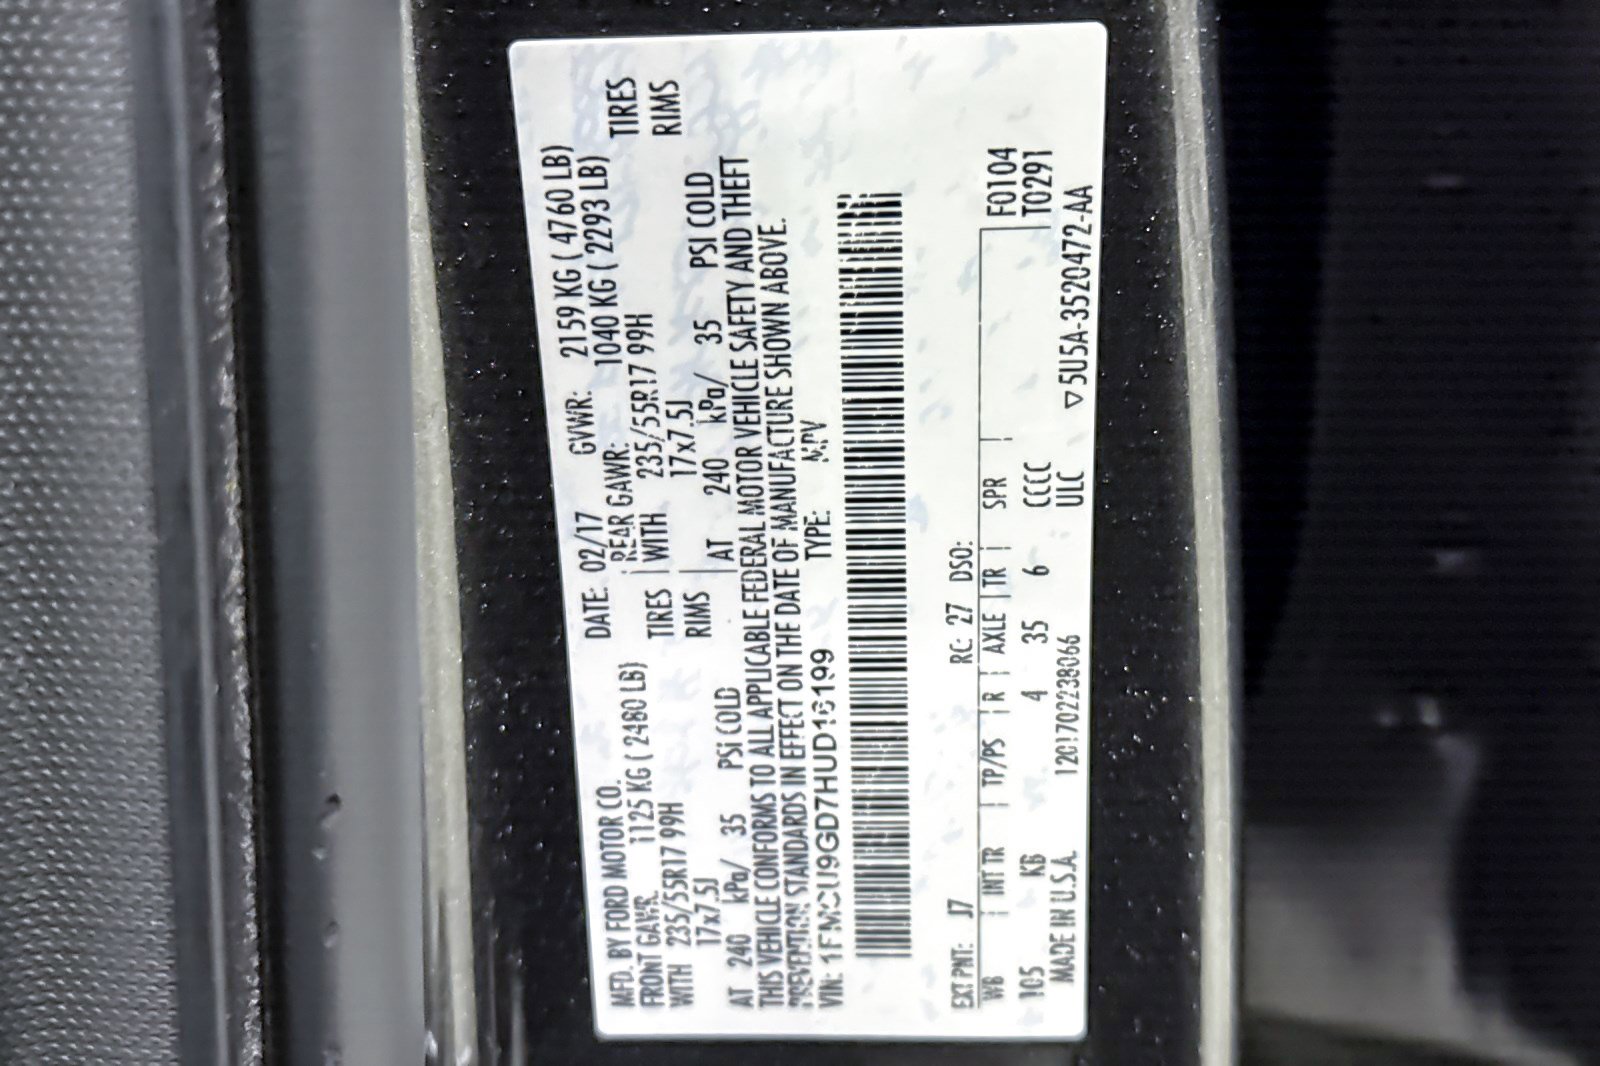 MFD. BY FORD MOTOR CO. DATE: 02/17 GVWR: 2159 KG ( 4760 LB)
FRONT GAWR: 1125 KG ( 2480 LB) REAR GAWR: 1040 KG ( 2293 LB)
WITH 235/55R17 99H TIRES WITH 235/55R17 99H TIRES
17x7.5J RIMS 17x7.5J RIMS
AT 240 kPa/ 35 PSI COLD AT 240 kPa/ 35 PSI COLD
THIS VEHICLE CONFORMS TO ALL APPLICABLE FEDERAL MOTOR VEHICLE SAFETY AND THEFT
PREVENTION STANDARDS IN EFFECT ON THE DATE OF MANUFACTURE SHOWN ABOVE.
VIN: TYPE: MPV
EXT PNT: J7 RC: 27 DSO:
WB INT TR TP/PS R AXLE TR SPR F0104
105 KB 4 35 6 CCCC T0291
MADE IN U.S.A. 1201702238066 ULC
▽ 5U5A-3520472-AA